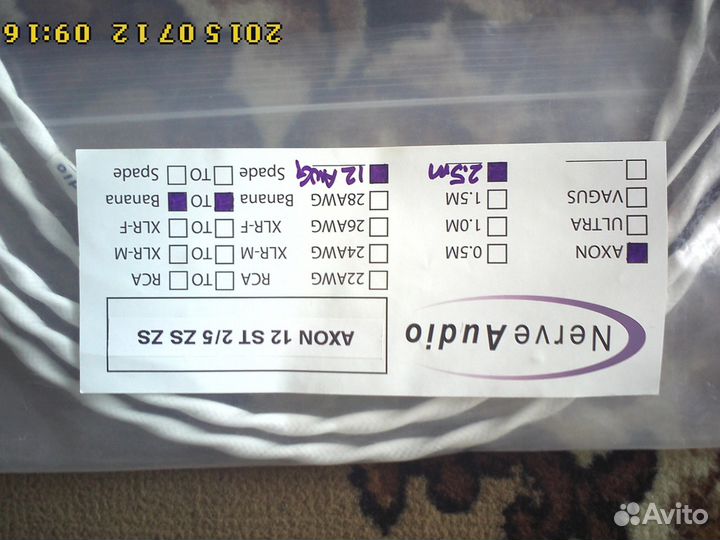 Nerve Audio
AXON 12 ST 2/5 ZS ZS
AXON 0.5M 22AWG RCA TO RCA
ULTRA 1.0M 24AWG XLR-M TO XLR-M
VAGUS 1.5M 26AWG XLR-F TO XLR-F
2.5m 28AWG Banana TO Banana
12 AWG Spade TO Spade
2015 07 12 09:16
Avito